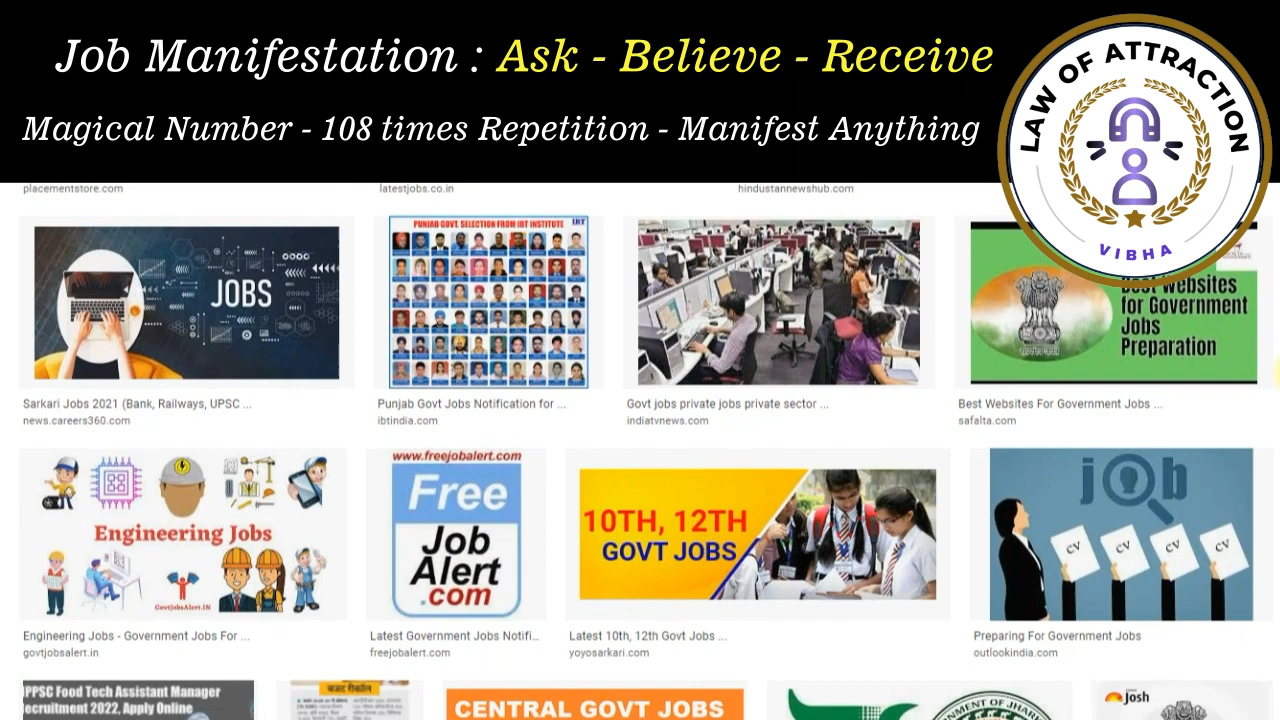 Job Manifestation : Ask - Believe - Receive
Magical Number - 108 times Repetition - Manifest Anything
LAW OF ATTRACTION
VIBHA
placementstore.com
latestjobs.co.in
hindustannewshub.com
JOBS
PUNJAB GOVT. SELECTION FROM IBT INSTITUTE
IBT
Best Websites
for Government
Jobs
Preparation
Sarkari Jobs 2021 (Bank, Railways, UPSC ...
news.careers360.com
Punjab Govt Jobs Notification for ...
ibtindia.com
Govt jobs private jobs private sector ...
indiatvnews.com
Best Websites For Government Jobs ...
safalta.com
Engineering Jobs
GovtJobsAlert.IN
www.freejobalert.com
Free
Job
Alert
.com
10TH, 12TH
GOVT JOBS
job
CV
CV
CV
CV
Engineering Jobs - Government Jobs For ...
govtjobsalert.in
Latest Government Jobs Notifi...
freejobalert.com
Latest 10th, 12th Govt Jobs ...
yoyosarkari.com
Preparing For Government Jobs
outlookindia.com
PPSC Food Tech Assistant Manager
ecruitment 2022, Apply Online
CENTRAL GOVT JOBS
josh